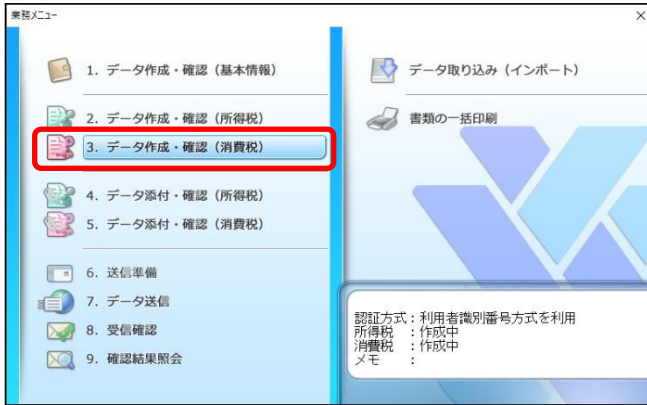 業務メニュー
1. データ作成・確認（基本情報）
2. データ作成・確認（所得税）
3. データ作成・確認（消費税）
4. データ添付・確認（所得税）
5. データ添付・確認（消費税）
6. 送信準備
7. データ送信
8. 受信確認
9. 確認結果照会
データ取り込み（インポート）
書類の一括印刷
認証方式：利用者識別番号方式を利用
所得税　：作成中
消費税　：作成中
メモ　　：